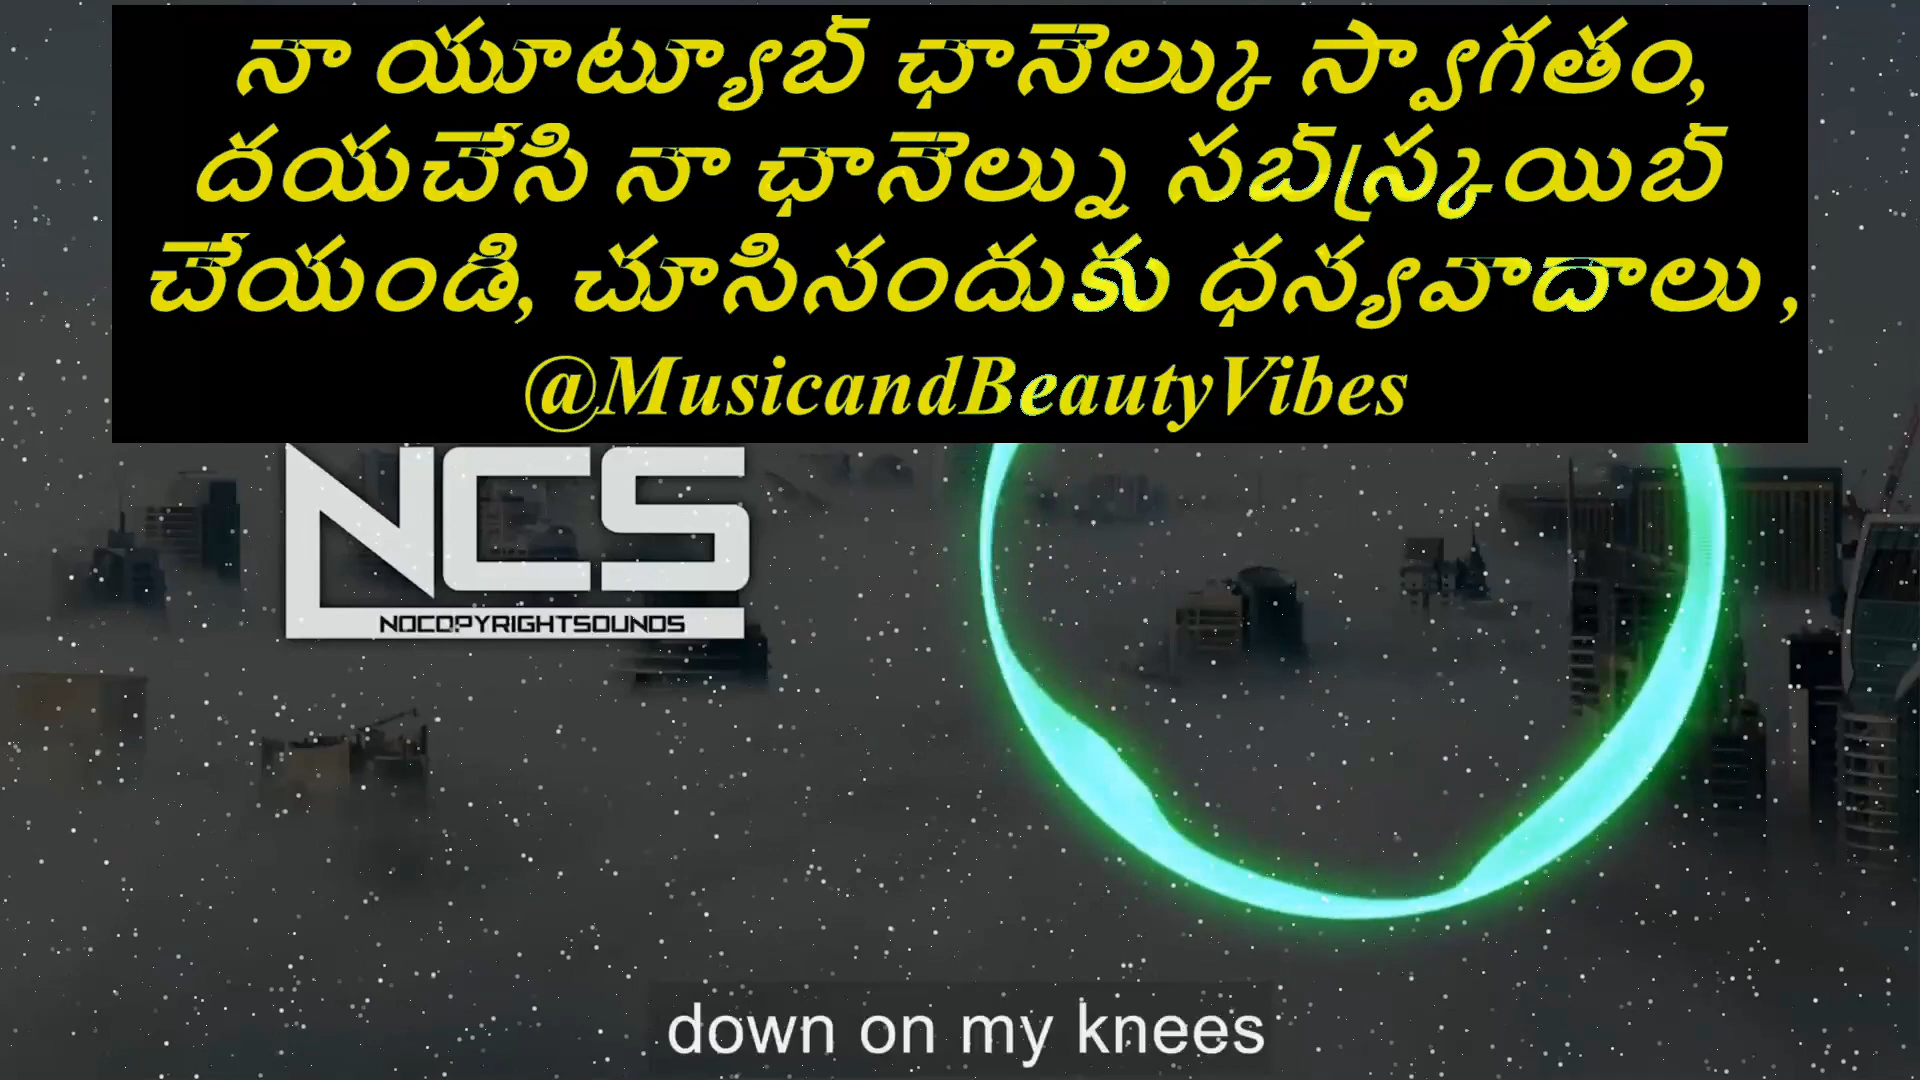 నా యూట్యూబ్ ఛానెల్కు స్వాగతం,
దయచేసి నా ఛానెల్ను సబ్స్క్రయిబ్
చేయండి, చూసినందుకు ధన్యవాదాలు ,
@MusicandBeautyVibes
NCS
NOCOPYRIGHTSOUNDS
down on my knees